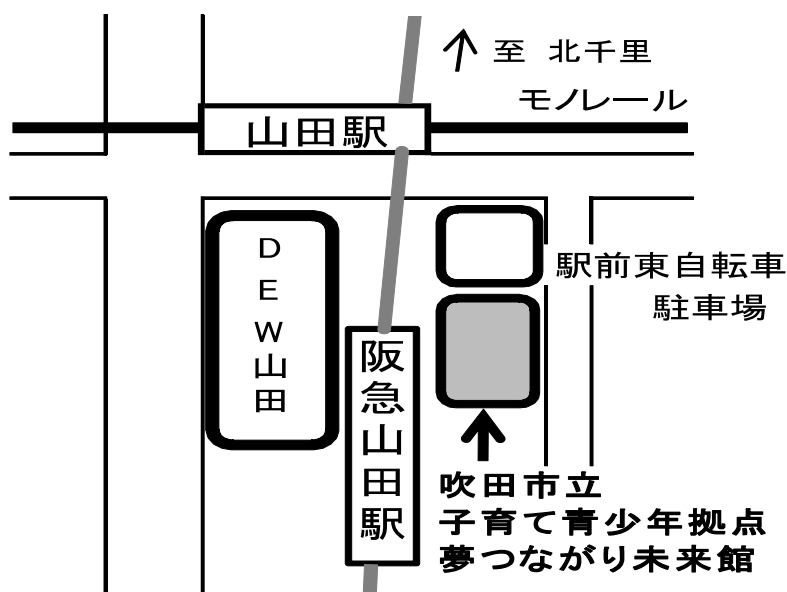 至 北千里
モノレール
山田駅
DEW山田
駅前東自転車
駐車場
阪急山田駅
吹田市立
子育て青少年拠点
夢つながり未来館